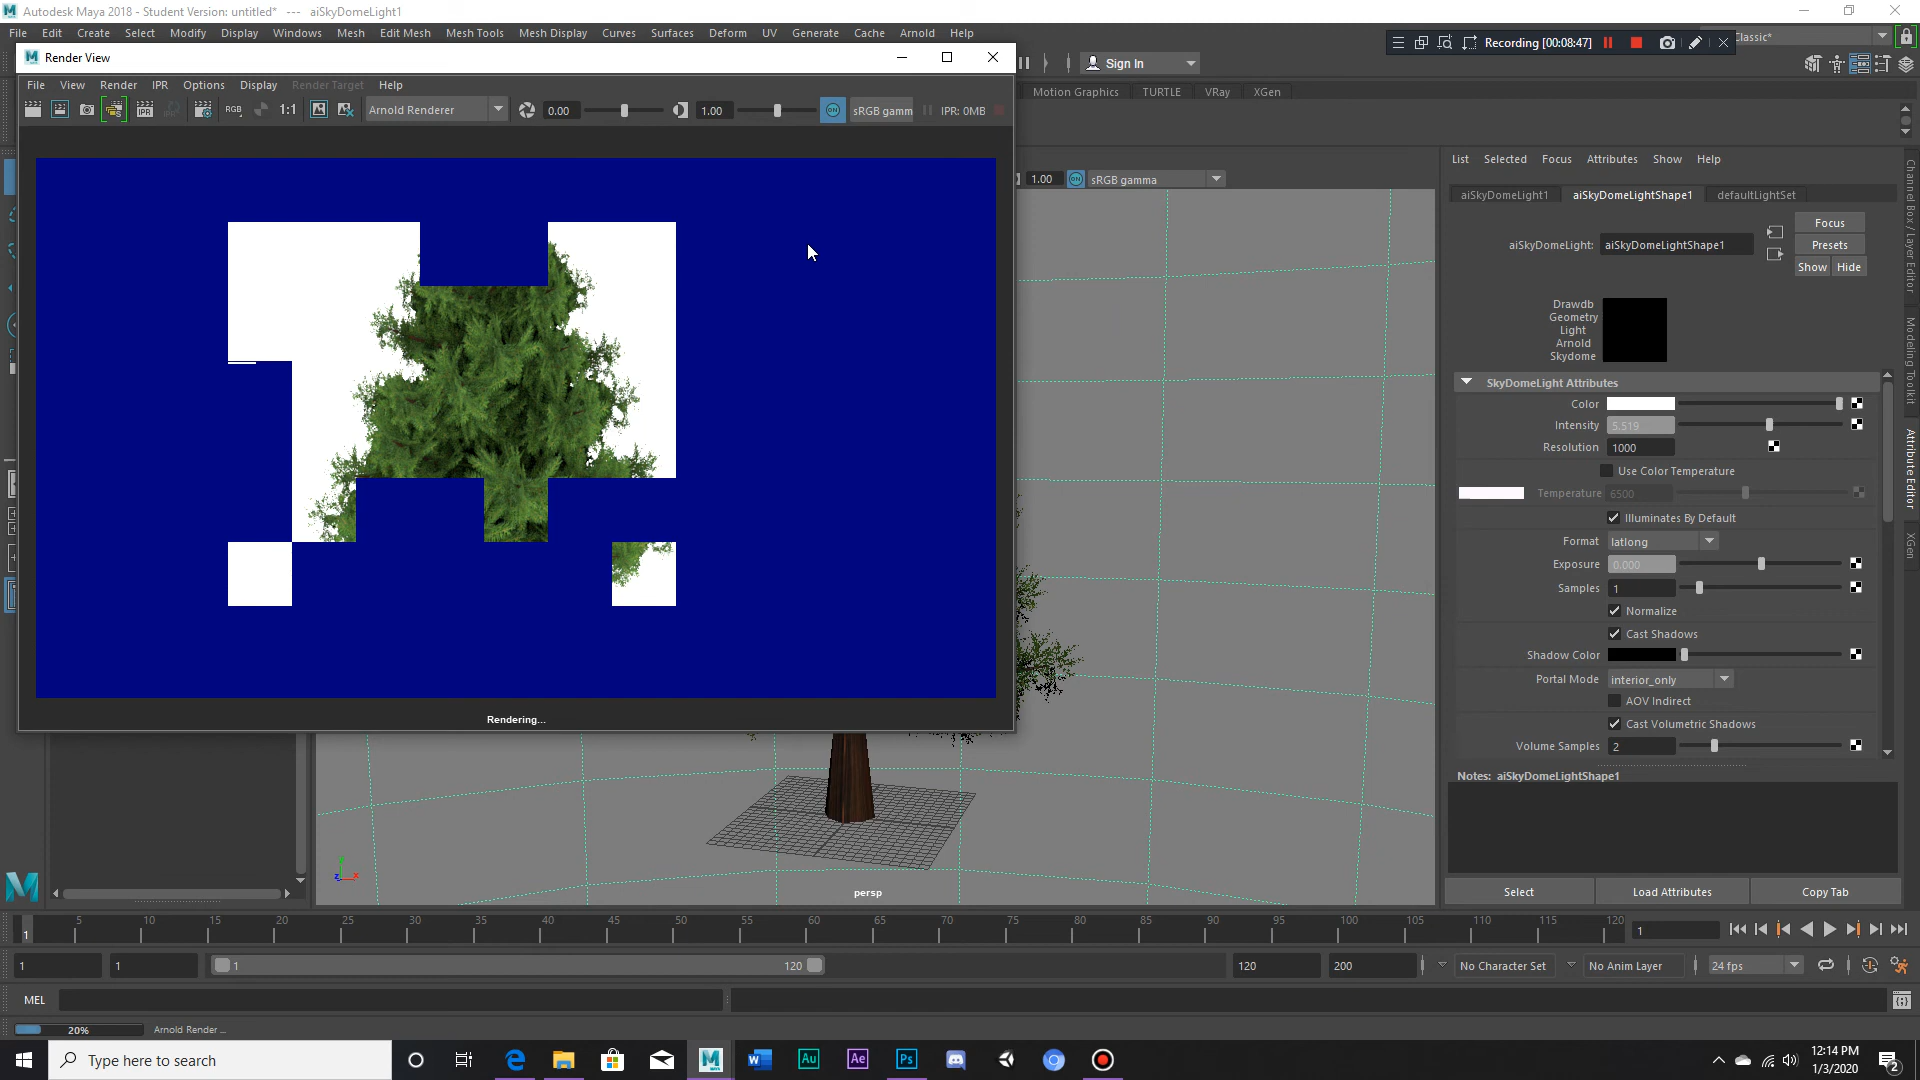 Autodesk Maya 2018 - Student Version: untitled*   ---   aiSkyDomeLight1
File Edit Create Select Modify Display Windows Mesh Edit Mesh Mesh Tools Mesh Display Curves Surfaces Deform UV Generate Cache Arnold Help
Recording [00:08:47]
Classic*
Render View
Sign In
File View Render IPR Options Display Render Target Help
Motion Graphics TURTLE VRay XGen
RGB 1:1 Arnold Renderer 0.00 1.00 ON sRGB gamm IPR: 0MB
IPR
1.00 ON sRGB gamma
List Selected Focus Attributes Show Help
aiSkyDomeLight1 aiSkyDomeLightShape1 defaultLightSet
Focus
aiSkyDomeLight: aiSkyDomeLightShape1
Presets
Show Hide
Drawdb
Geometry
Light
Arnold
Skydome
SkyDomeLight Attributes
Color
Intensity 5.519
Resolution 1000
Use Color Temperature
Temperature 6500
Illuminates By Default
Format latlong
Exposure 0.000
Samples 1
Normalize
Cast Shadows
Shadow Color
Portal Mode interior_only
AOV Indirect
Cast Volumetric Shadows
Volume Samples 2
Notes: aiSkyDomeLightShape1
Select Load Attributes Copy Tab
Channel Box / Layer Editor
Modeling Toolkit
Attribute Editor
XGen
Rendering...
persp
5 10 15 20 25 30 35 40 45 50 55 60 65 70 75 80 85 90 95 100 105 110 115 120
1 1
1 1 1 120 120 200 No Character Set No Anim Layer 24 fps
MEL
20% Arnold Render ...
Type here to search
Au Ae Ps
12:14 PM
1/3/2020
2